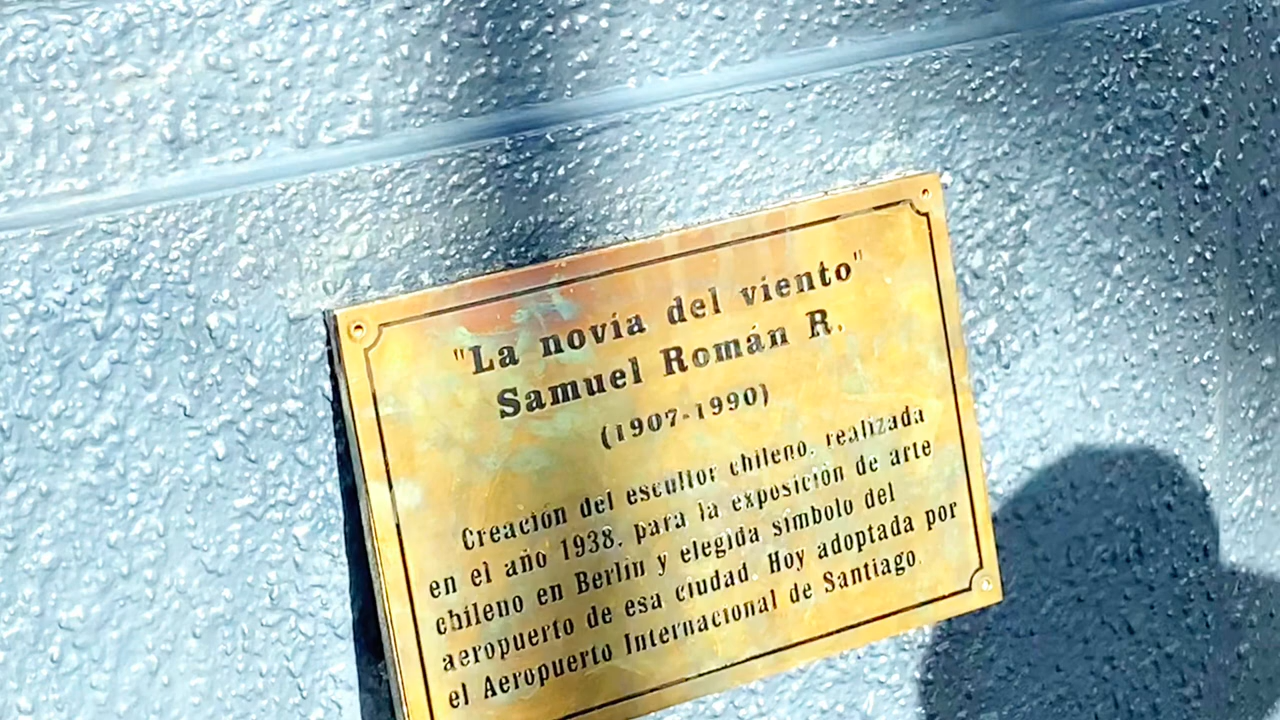 "La novia del viento"
Samuel Román R.
(1907-1990)
Creación del escultor chileno, realizada
en el año 1938, para la exposición de arte
chileno en Berlin y elegida símbolo del
aeropuerto de esa ciudad. Hoy adoptada por
el Aeropuerto Internacional de Santiago.